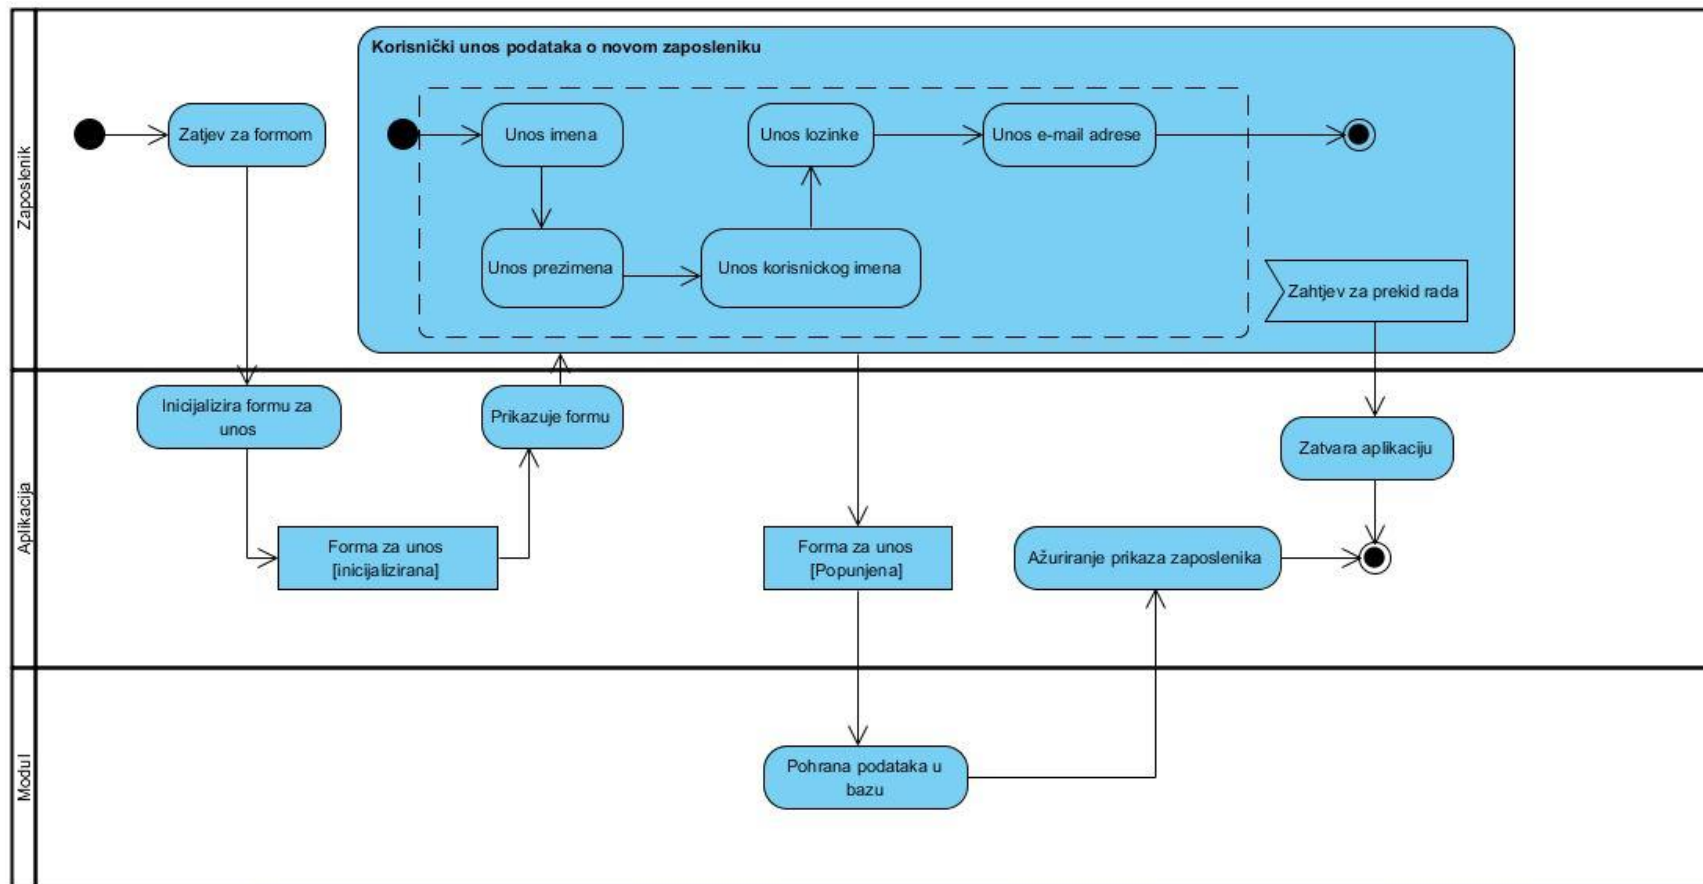 Zaposlenik
Korisnički unos podataka o novom zaposleniku
Zatjev za formom
Unos imena
Unos lozinke
Unos e-mail adrese
Unos prezimena
Unos korisnickog imena
Zahtjev za prekid rada
Aplikacija
Inicijalizira formu za
unos
Prikazuje formu
Zatvara aplikaciju
Forma za unos
[inicijalizirana]
Forma za unos
[Popunjena]
Ažuriranje prikaza zaposlenika
Modul
Pohrana podataka u
bazu